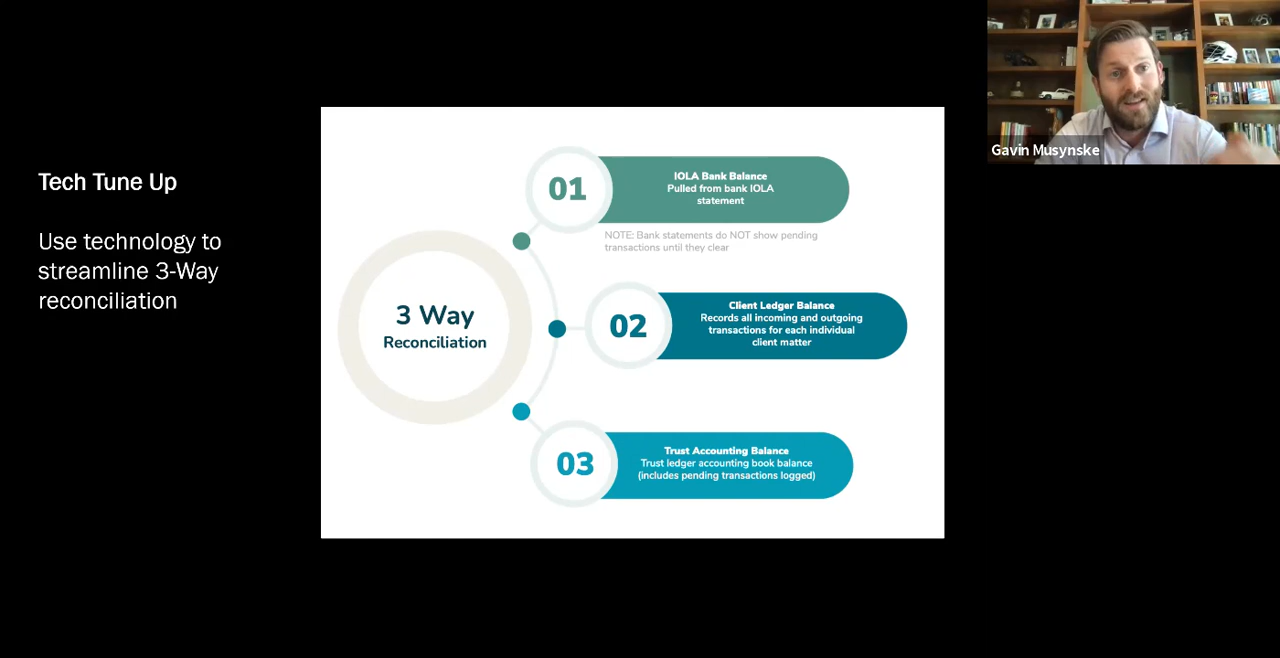 Tech Tune Up
Use technology to
streamline 3-Way
reconciliation
3 Way
Reconciliation
01
IOLA Bank Balance
Pulled from bank IOLA
statement
NOTE: Bank statements do NOT show pending
transactions until they clear
02
Client Ledger Balance
Records all incoming and outgoing
transactions for each individual
client matter
03
Trust Accounting Balance
Trust ledger accounting book balance
(includes pending transactions logged)
Gavin Musynske